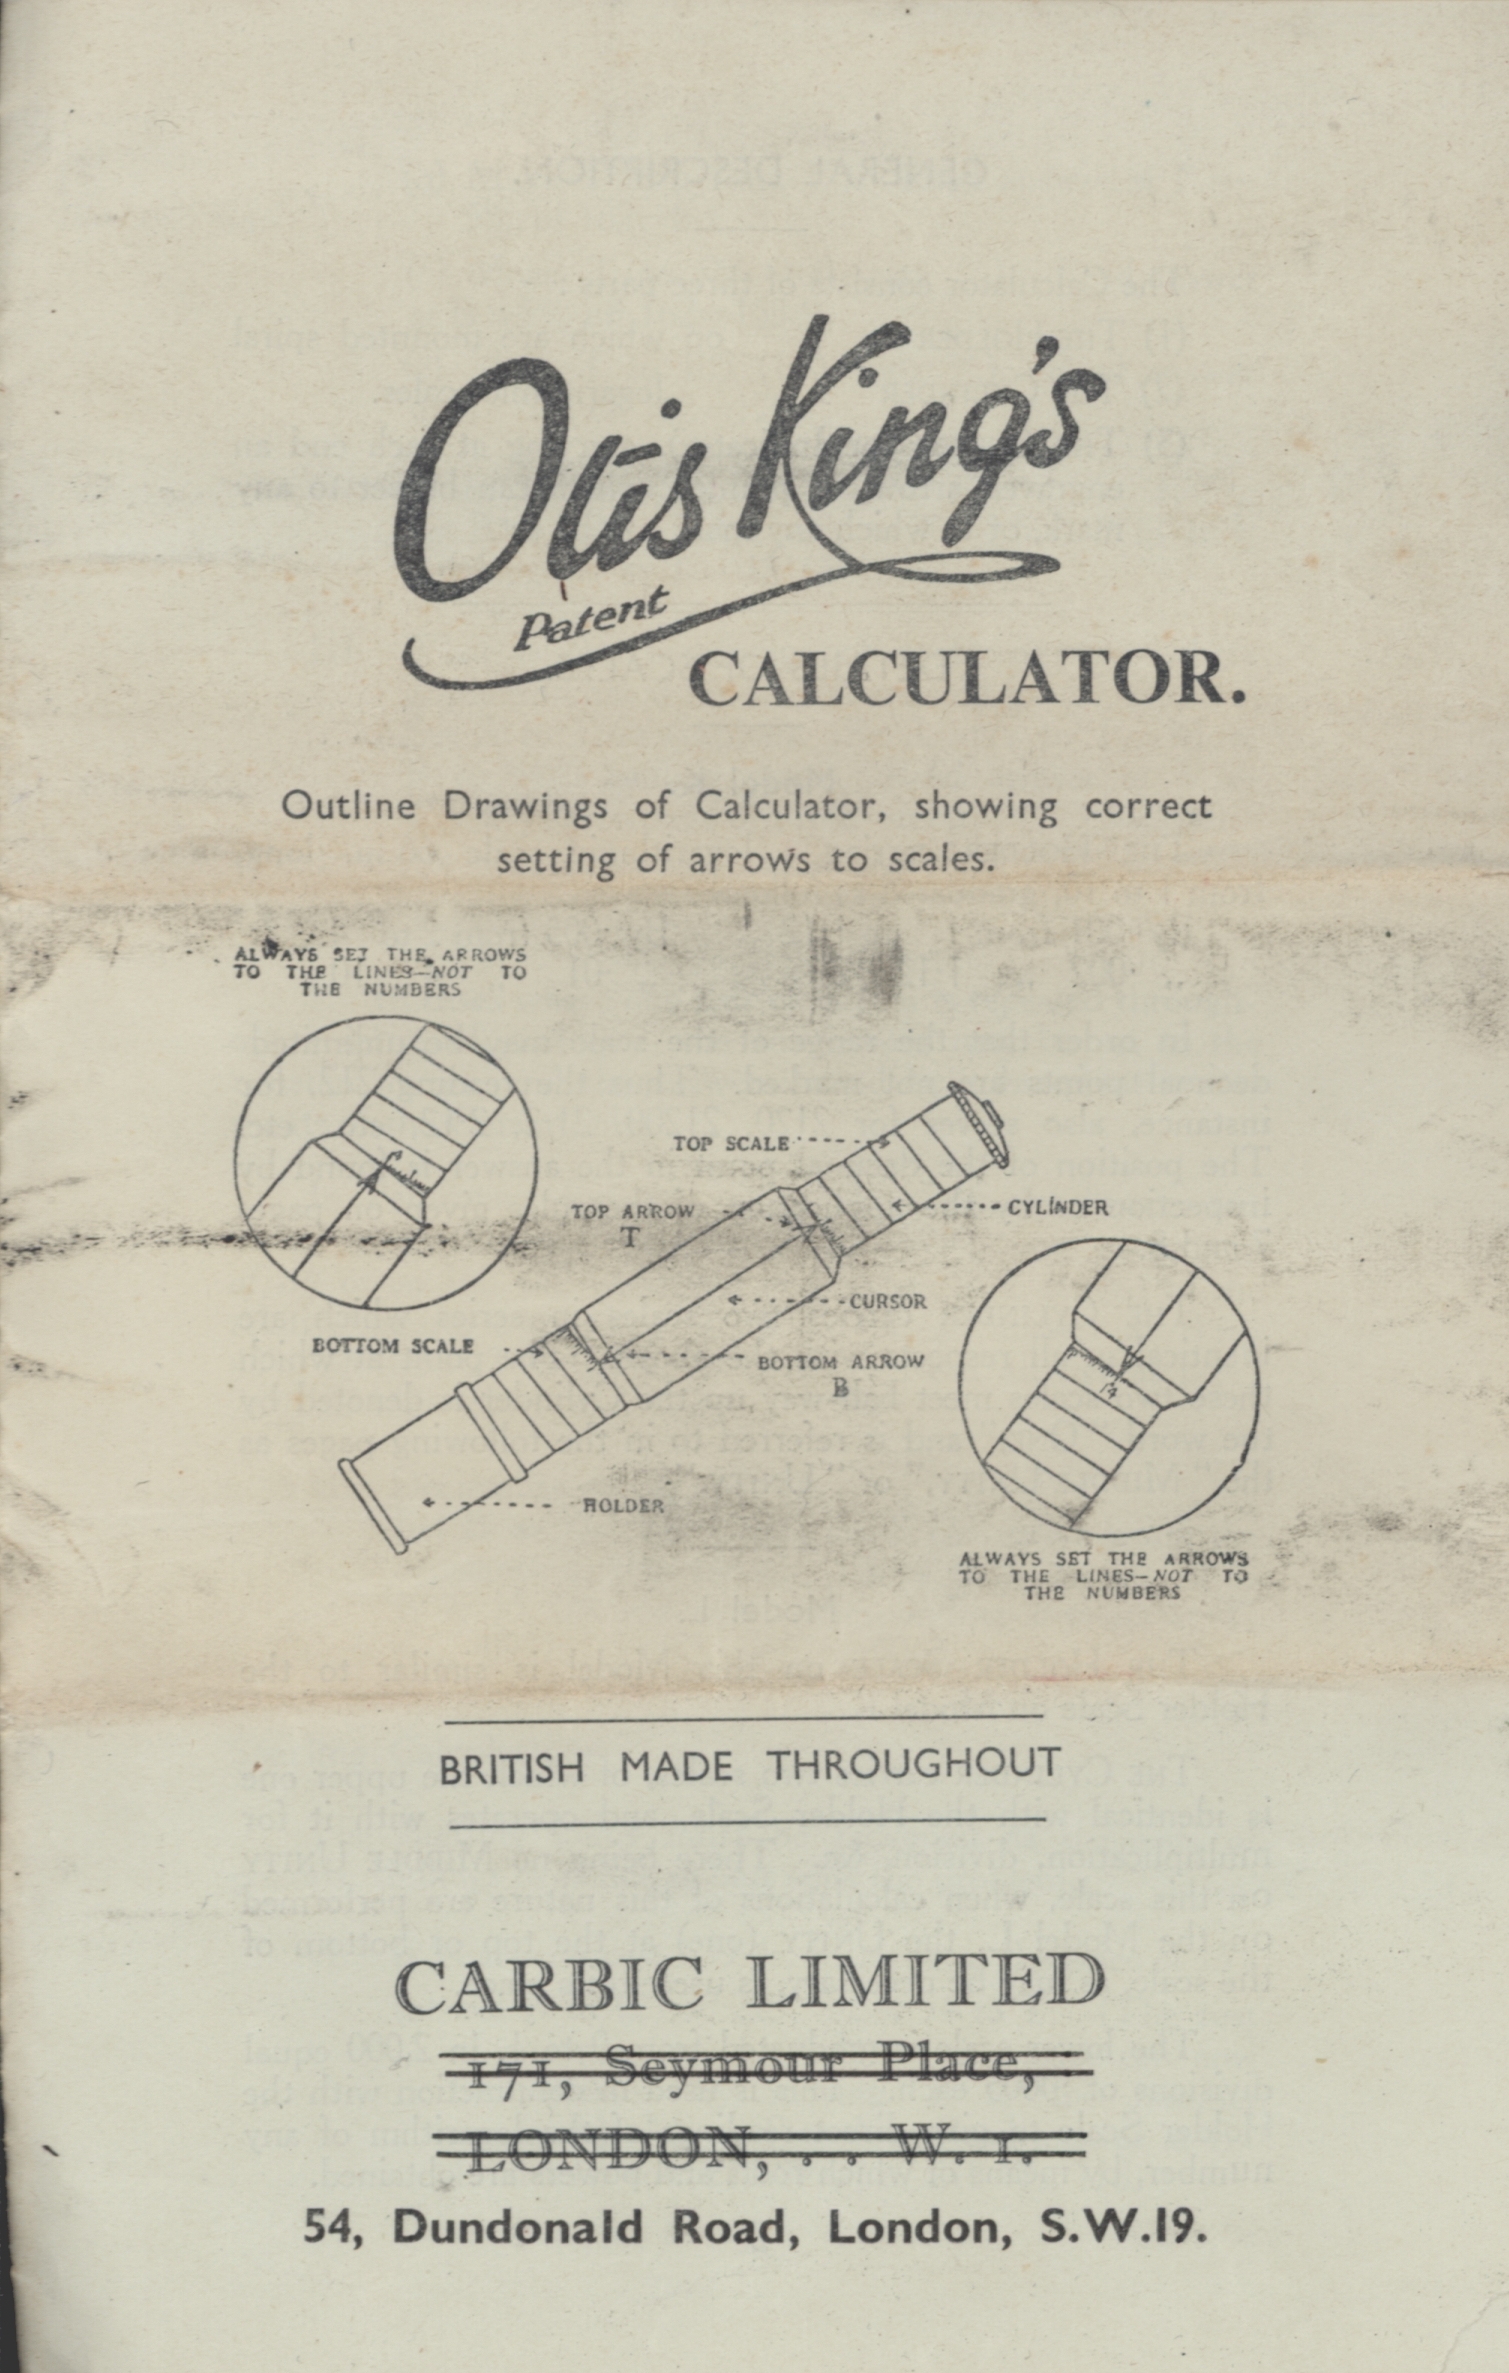 Otis King's
Patent
CALCULATOR.
Outline Drawings of Calculator, showing correct
setting of arrows to scales.
ALWAYS SET THE ARROWS
TO THE LINES—NOT TO
THE NUMBERS
TOP SCALE
TOP ARROW
T
CYLINDER
CURSOR
BOTTOM SCALE
BOTTOM ARROW
B
HOLDER
ALWAYS SET THE ARROWS
TO THE LINES—NOT TO
THE NUMBERS
BRITISH MADE THROUGHOUT
CARBIC LIMITED
171, Seymour Place,
LONDON, . . W. 1.
54, Dundonald Road, London, S.W.19.